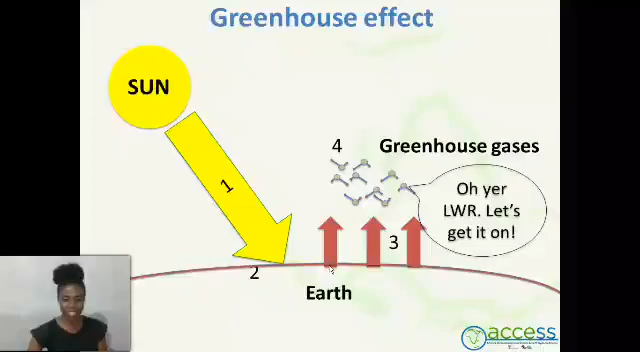 Greenhouse effect
SUN
4
Greenhouse gases
1
Oh yer
LWR. Let's
get it on!
3
2
Earth
access